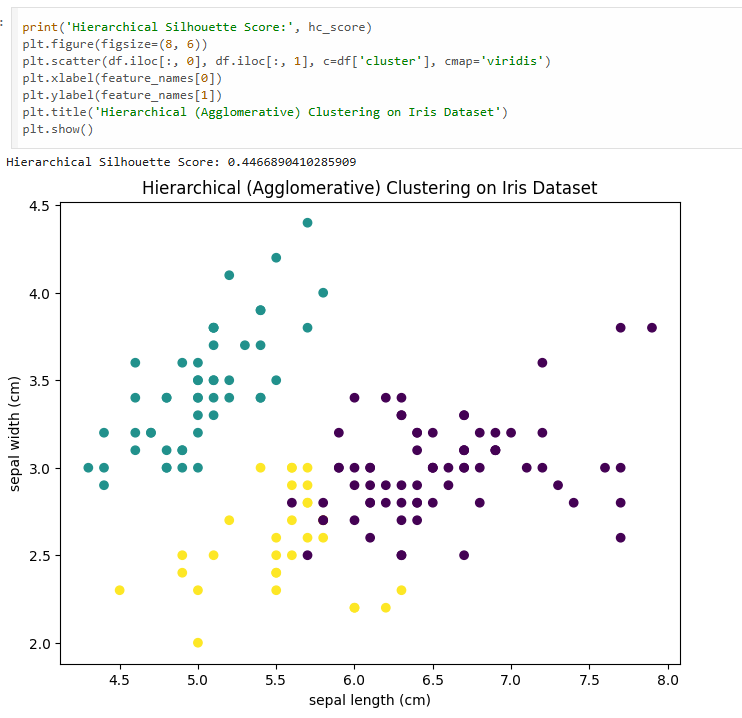 :
print('Hierarchical Silhouette Score:', hc_score)
plt.figure(figsize=(8, 6))
plt.scatter(df.iloc[:, 0], df.iloc[:, 1], c=df['cluster'], cmap='viridis')
plt.xlabel(feature_names[0])
plt.ylabel(feature_names[1])
plt.title('Hierarchical (Agglomerative) Clustering on Iris Dataset')
plt.show()
Hierarchical Silhouette Score: 0.4466890410285909
Hierarchical (Agglomerative) Clustering on Iris Dataset
4.5
4.0
3.5
3.0
2.5
2.0
sepal width (cm)
4.5 5.0 5.5 6.0 6.5 7.0 7.5 8.0
sepal length (cm)